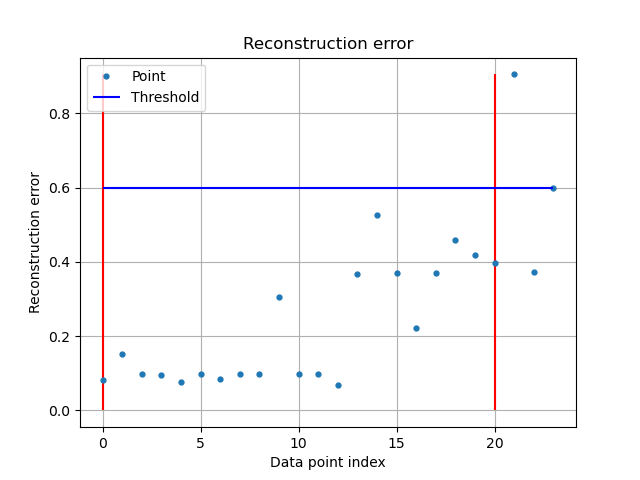 Reconstruction error
Point
Threshold
Reconstruction error
0.8
0.6
0.4
0.2
0.0
0 5 10 15 20
Data point index